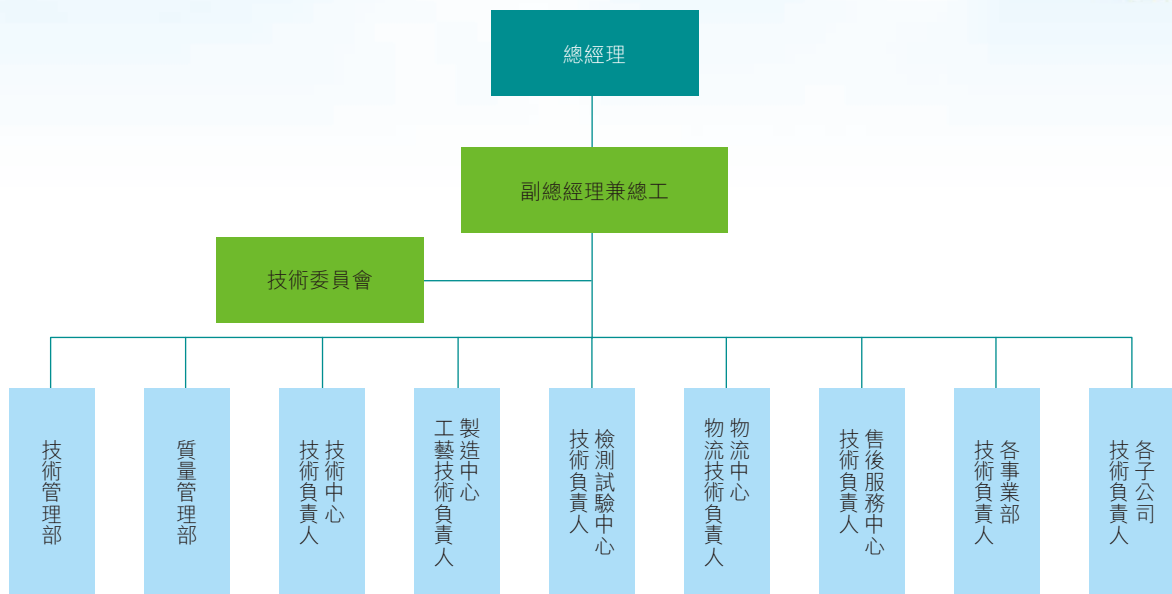 總經理
副總經理兼總工
技術委員會
技術管理部
質量管理部
技術中心
技術負責人
製造中心
工藝技術負責人
檢測試驗中心
技術負責人
物流中心
物流技術負責人
售後服務中心
技術負責人
各事業部
技術負責人
各子公司
技術負責人